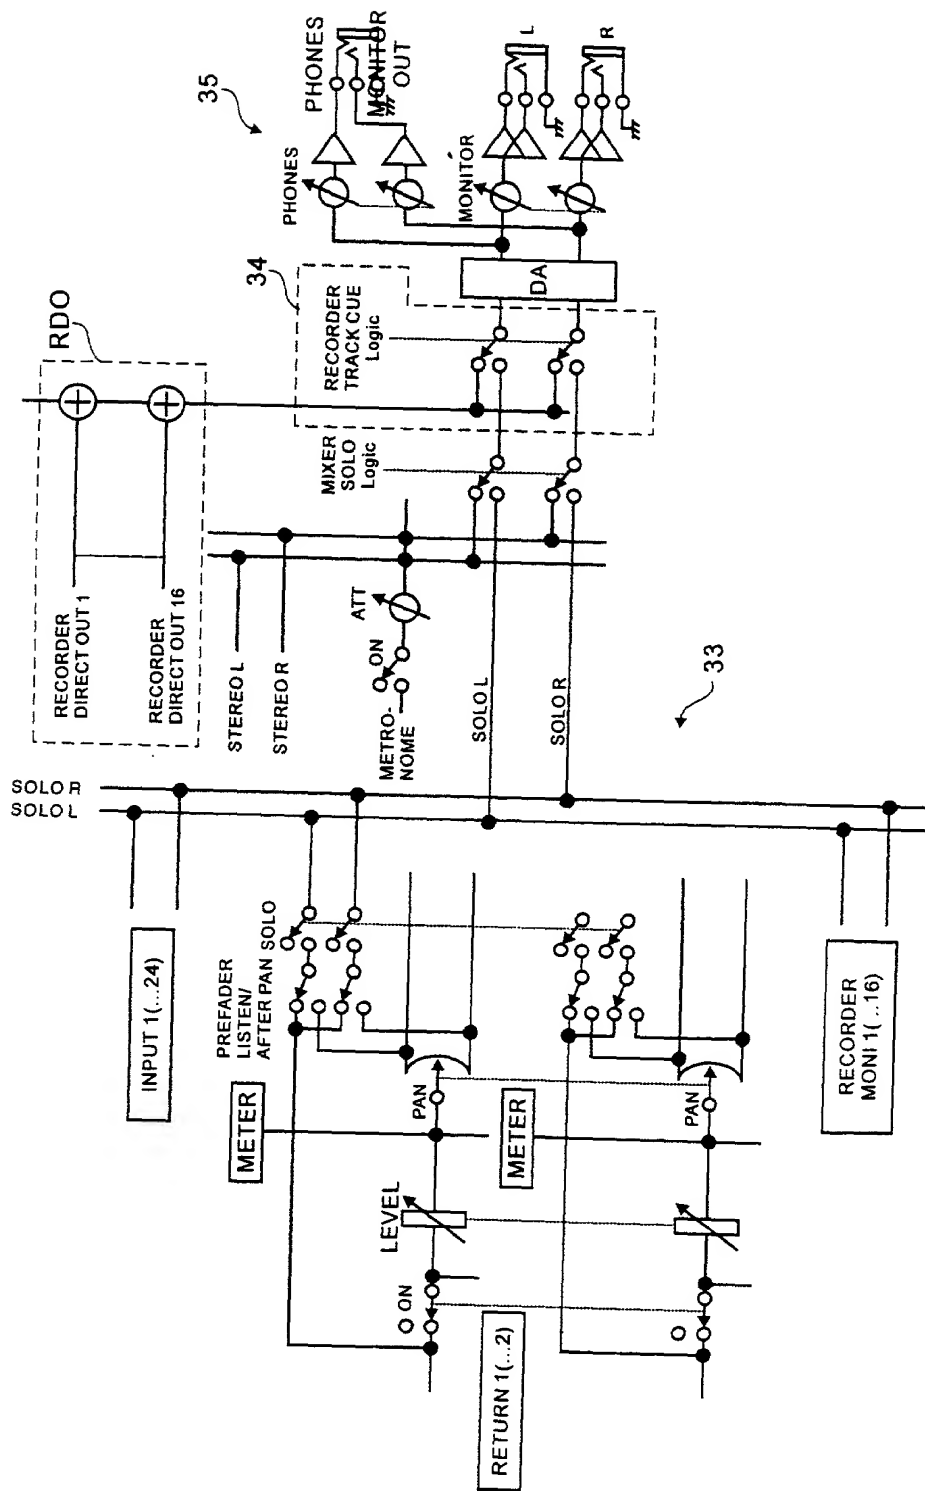 PHONES
MONITOR
OUT
L
R
35
PHONES
MONITOR
34
DA
RDO
RECORDER
TRACK CUE
Logic
MIXER
SOLO
Logic
RECORDER
DIRECT OUT 1
RECORDER
DIRECT OUT 16
STEREO L
STEREO R
ATT
ON
METRO-
NOME
SOLO L
SOLO R
33
SOLO R
SOLO L
INPUT 1(...24)
PREFADER
LISTEN/
AFTER PAN
SOLO
RECORDER
MONI 1( ..16)
METER
PAN
METER
PAN
LEVEL
ON
RETURN 1(...2)